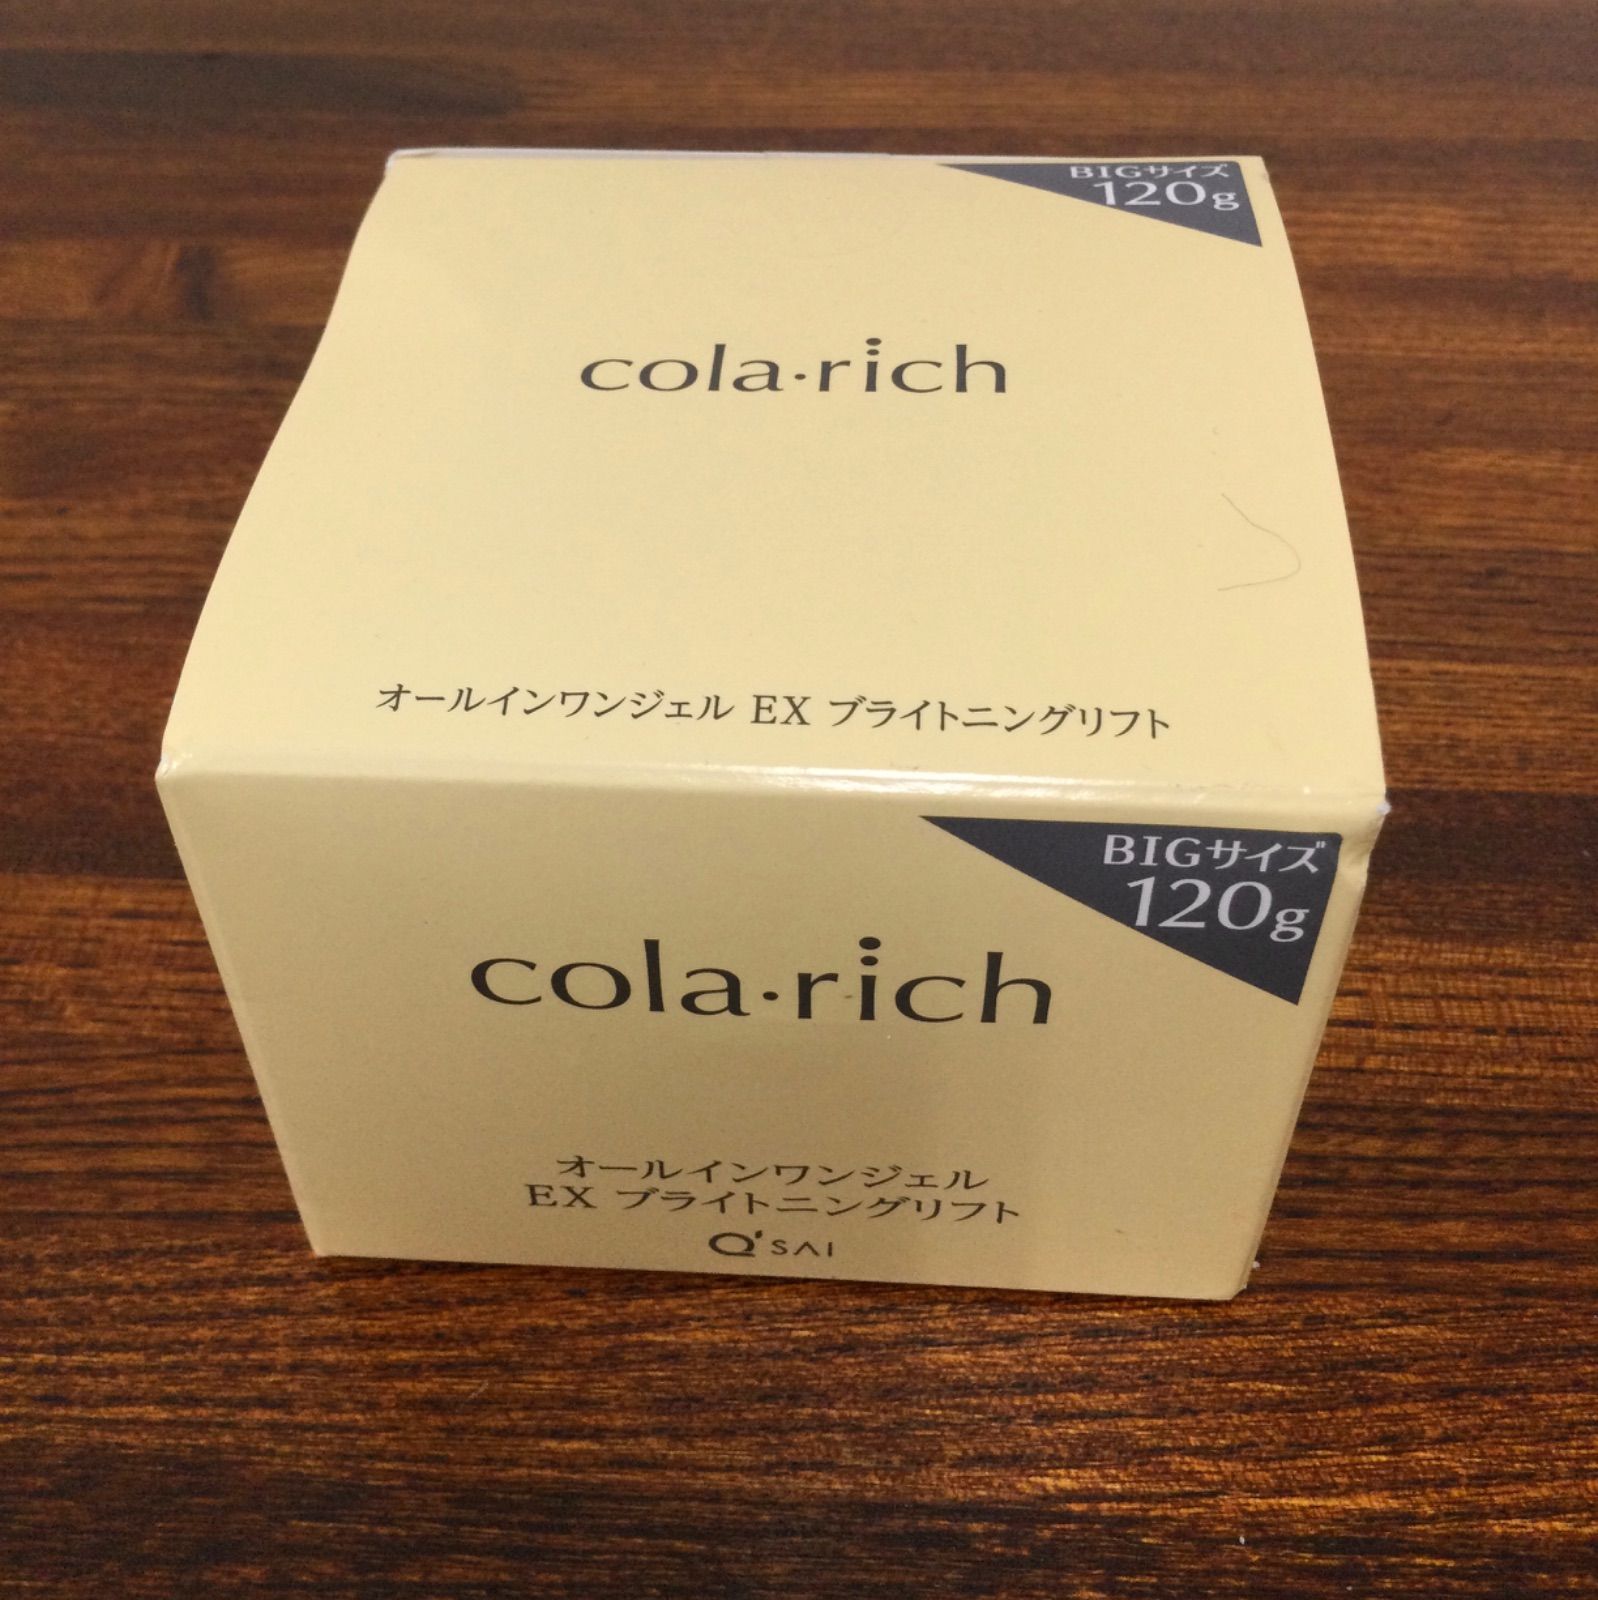 BIGサイズ
120g
cola·rich
オールインワンジェル EX ブライトニングリフト
BIGサイズ
120g
cola·rich
オールインワンジェル
EX ブライトニングリフト
Q'SAI